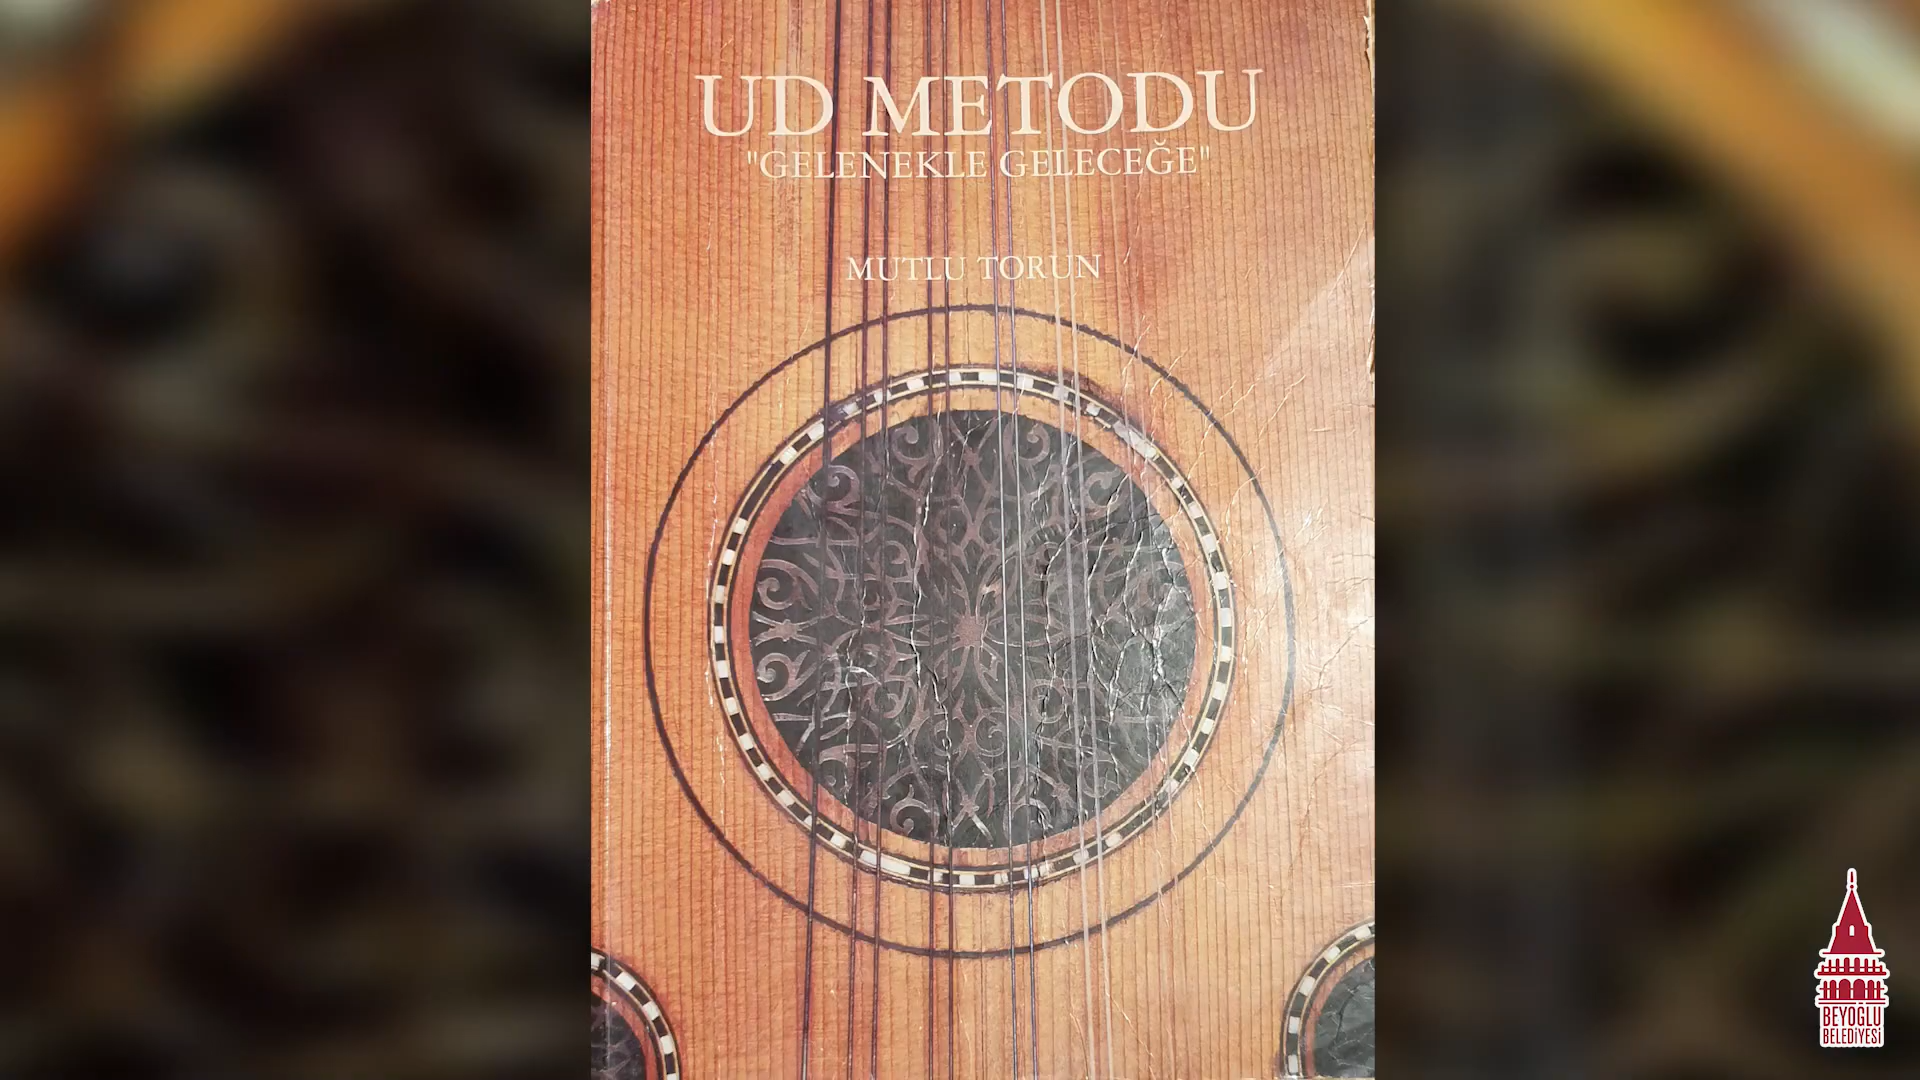 UD METODU
"GELENEKLE GELECEĞE"
MUTLU TORUN
BEYOĞLU
BELEDİYESİ